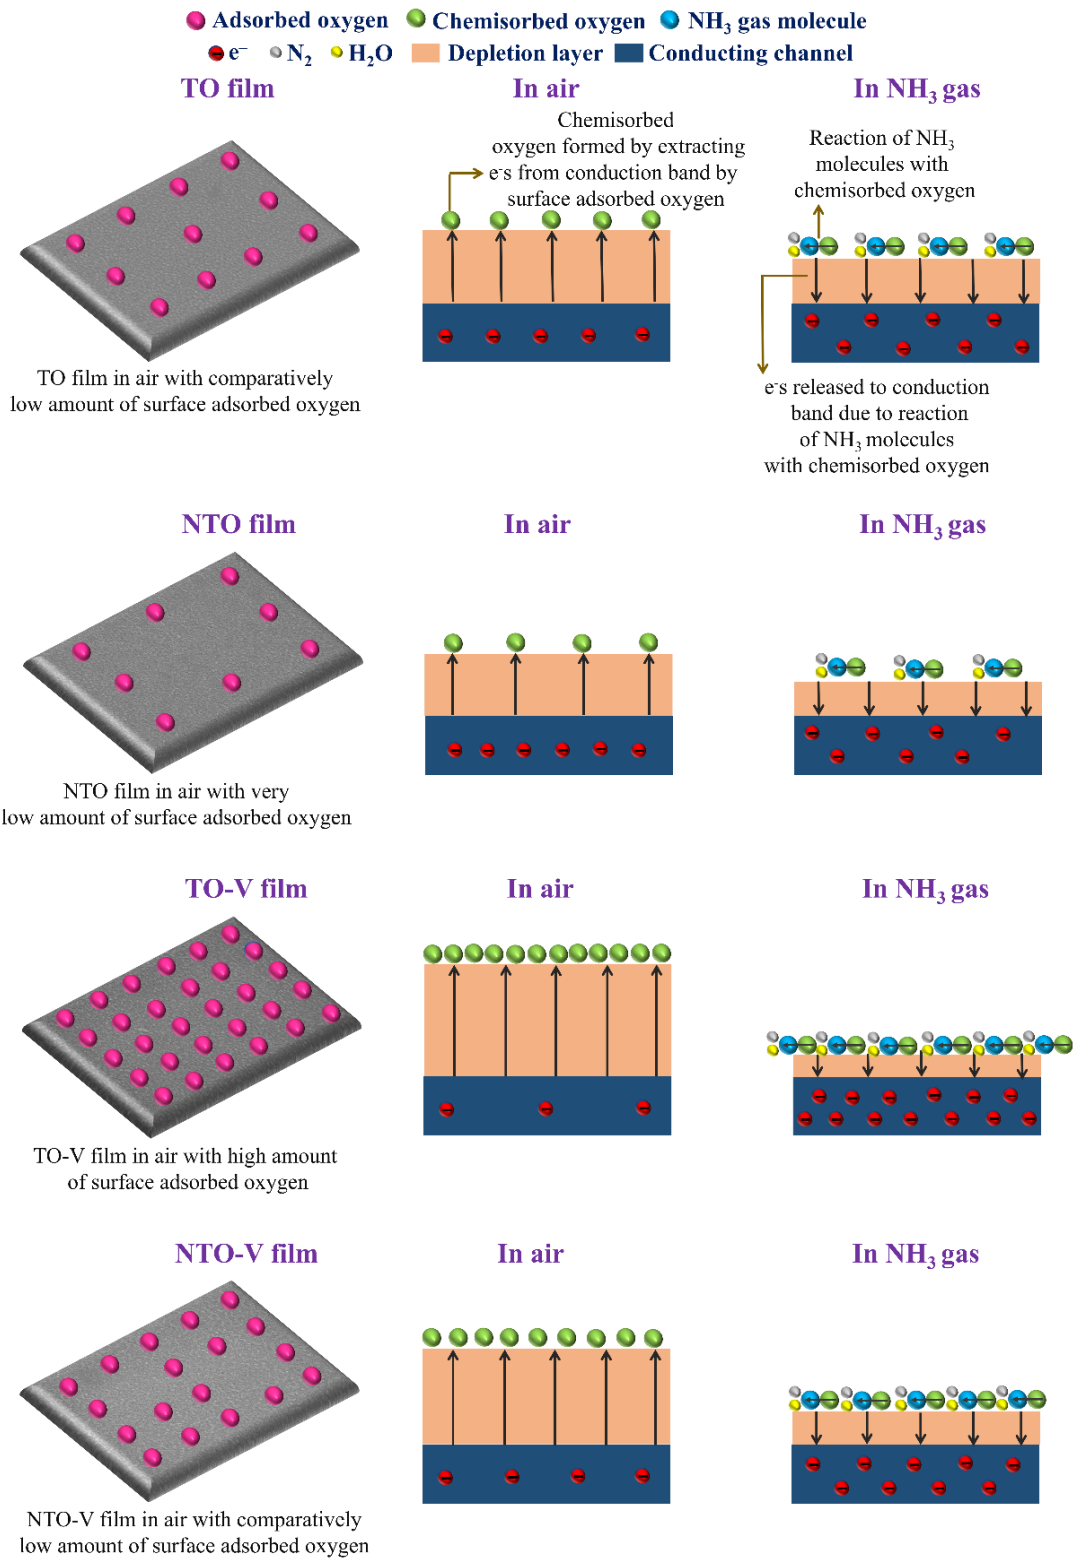 Adsorbed oxygen Chemisorbed oxygen NH3 gas molecule
e− N2 H2O Depletion layer Conducting channel
TO film In air In NH3 gas
Chemisorbed
oxygen formed by extracting
e-s from conduction band by
surface adsorbed oxygen
Reaction of NH3
molecules with
chemisorbed oxygen
TO film in air with comparatively
low amount of surface adsorbed oxygen
e-s released to conduction
band due to reaction
of NH3 molecules
with chemisorbed oxygen
NTO film In air In NH3 gas
NTO film in air with very
low amount of surface adsorbed oxygen
TO-V film In air In NH3 gas
TO-V film in air with high amount
of surface adsorbed oxygen
NTO-V film In air In NH3 gas
NTO-V film in air with comparatively
low amount of surface adsorbed oxygen